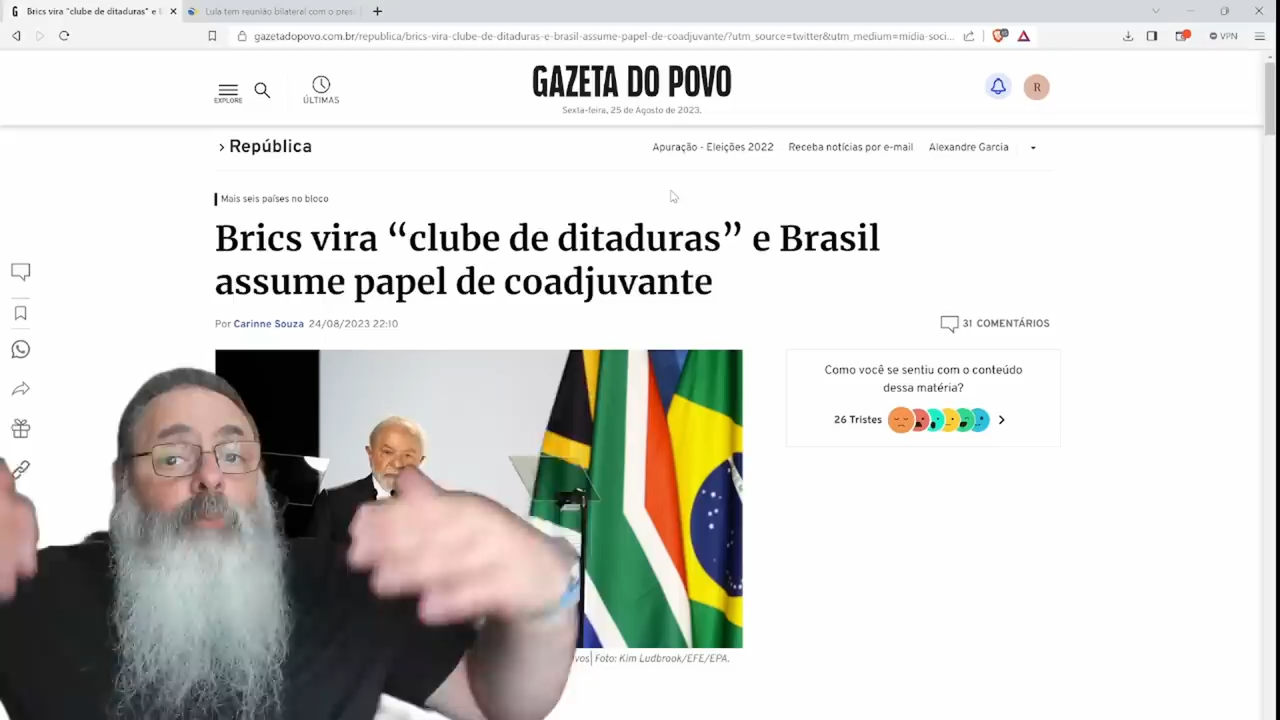 Brics vira “clube de ditaduras” e B
Lula tem reunião bilateral com o pres
gazetadopovo.com.br/republica/brics-vira-clube-de-ditaduras-e-brasil-assume-papel-de-coadjuvante/?utm_source=twitter&utm_medium=midia-soci...
VPN
EXPLORE
ÚLTIMAS
GAZETA DO POVO
Sexta-feira, 25 de Agosto de 2023.
R
República
Apuração - Eleições 2022 Receba notícias por e-mail Alexandre Garcia
Mais seis países no bloco
Brics vira “clube de ditaduras” e Brasil
assume papel de coadjuvante
Por Carinne Souza 24/08/2023 22:10
31 COMENTÁRIOS
Como você se sentiu com o conteúdo
dessa matéria?
26 Tristes
vos| Foto: Kim Ludbrook/EFE/EPA.